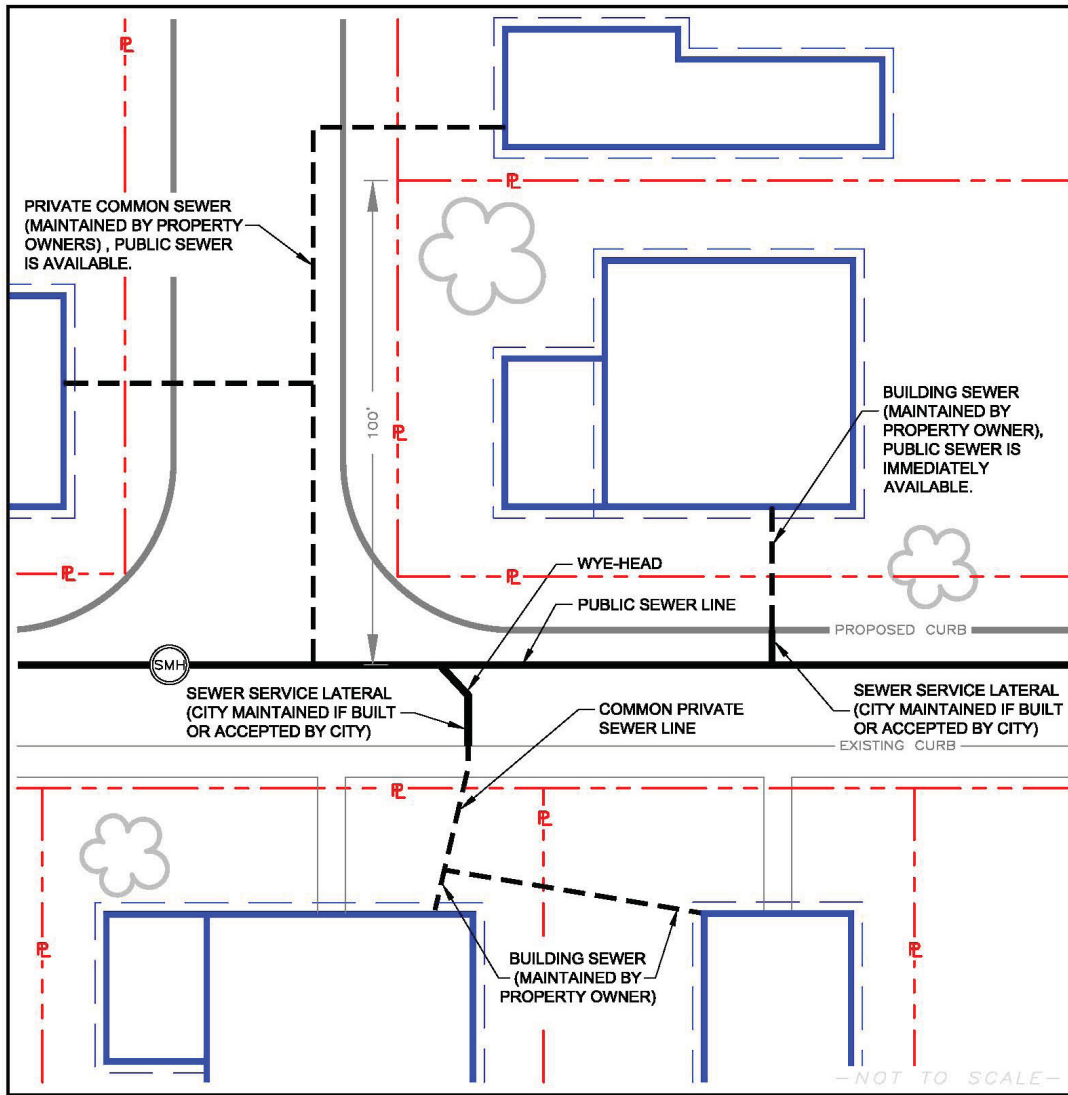 PL
PL
PRIVATE COMMON SEWER
(MAINTAINED BY PROPERTY
OWNERS) , PUBLIC SEWER
IS AVAILABLE.
100'
PL
BUILDING SEWER
(MAINTAINED BY
PROPERTY OWNER),
PUBLIC SEWER IS
IMMEDIATELY
AVAILABLE.
PL
PL
WYE-HEAD
PUBLIC SEWER LINE
PROPOSED CURB
SMH
SEWER SERVICE LATERAL
(CITY MAINTAINED IF BUILT
OR ACCEPTED BY CITY)
COMMON PRIVATE
SEWER LINE
SEWER SERVICE LATERAL
(CITY MAINTAINED IF BUILT
OR ACCEPTED BY CITY)
EXISTING CURB
PL
PL
PL
PL
BUILDING SEWER
(MAINTAINED BY
PROPERTY OWNER)
-NOT TO SCALE-